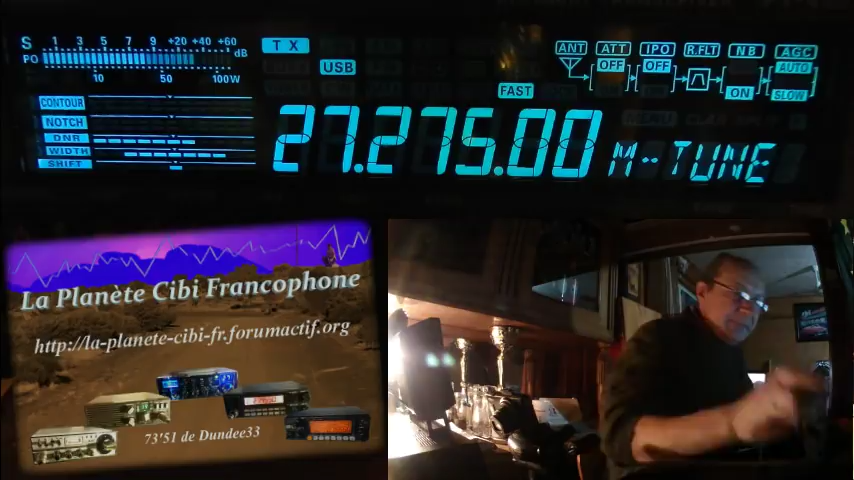 S 1 3 5 7 9 +20 +40 +60 dB
PO 10 50 100W
TX
USB
FAST
ANT ATT IPO R.FLT NB AGC
OFF OFF AUTO
ON SLOW
CONTOUR
NOTCH
DNR
WIDTH
SHIFT
27.275.00 M--TUNE
La Planète Cibi Francophone
http://la-planete-cibi-fr.forumactif.org
73'51 de Dundee33